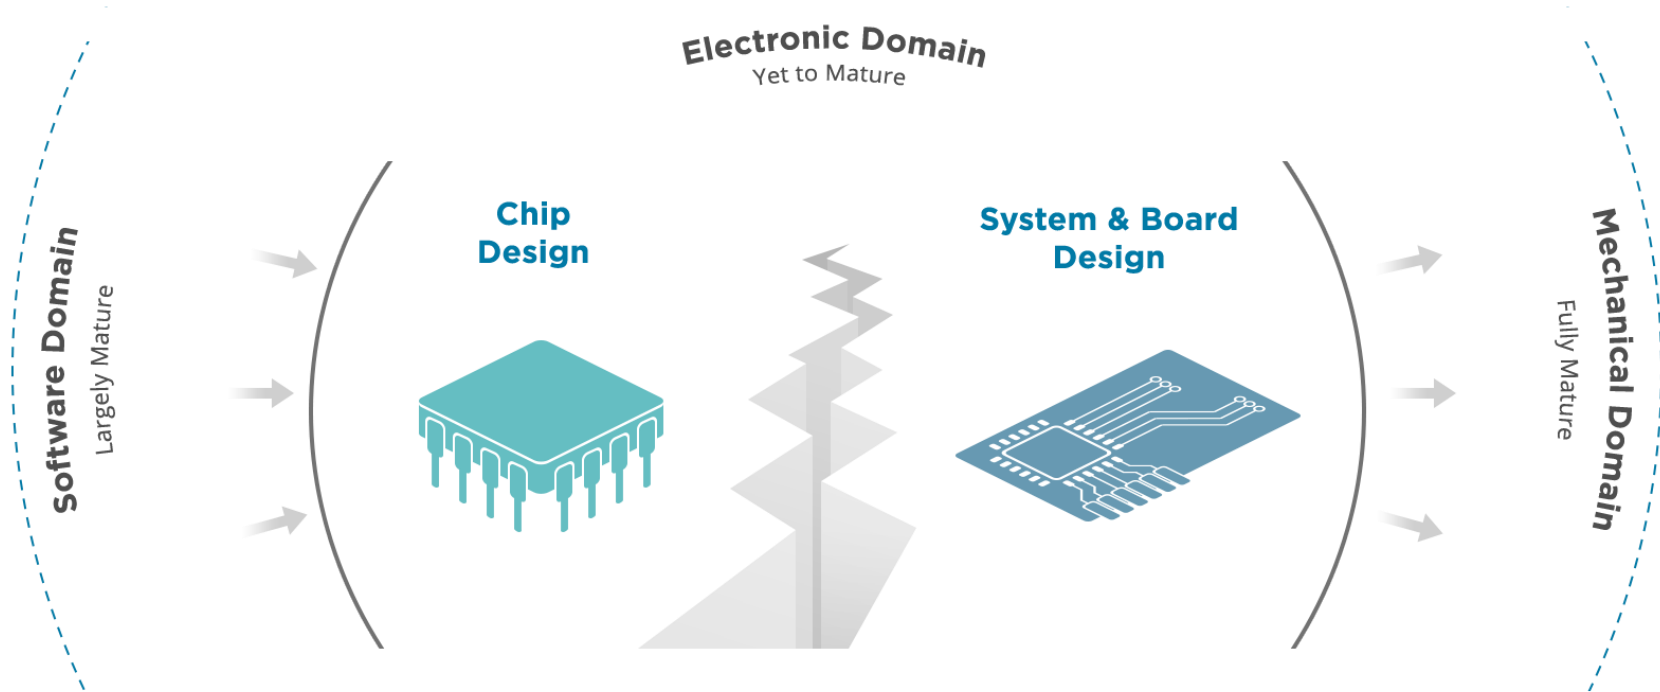 Electronic Domain
Yet to Mature
Chip
Design
System & Board
Design
Software Domain
Largely Mature
Mechanical Domain
Fully Mature